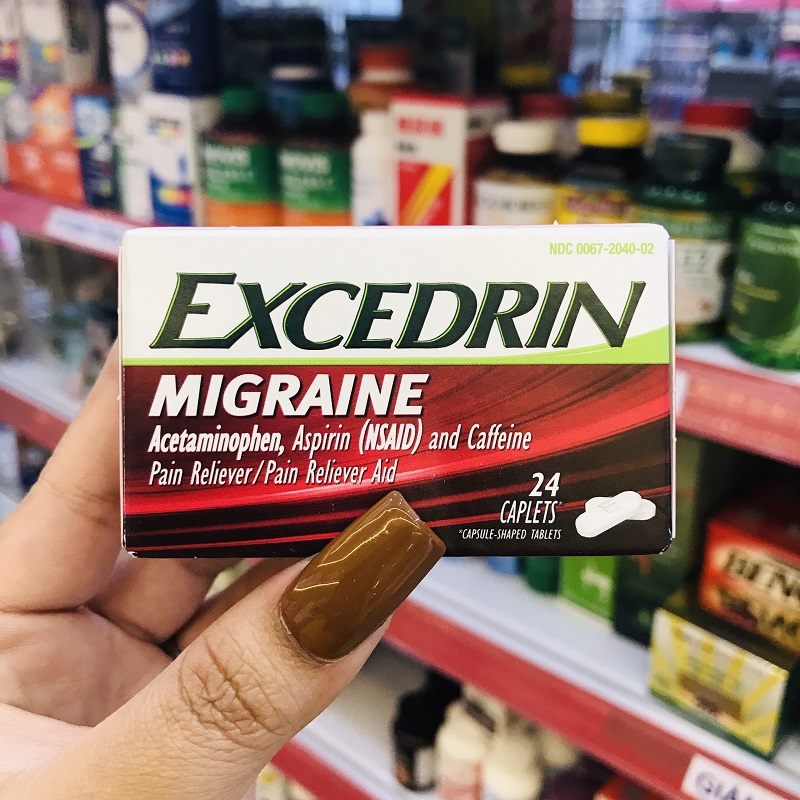 NDC 0067-2040-02
EXCEDRIN
MIGRAINE
Acetaminophen, Aspirin (NSAID) and Caffeine
Pain Reliever/Pain Reliever Aid
24
CAPLETS*
*CAPSULE-SHAPED TABLETS